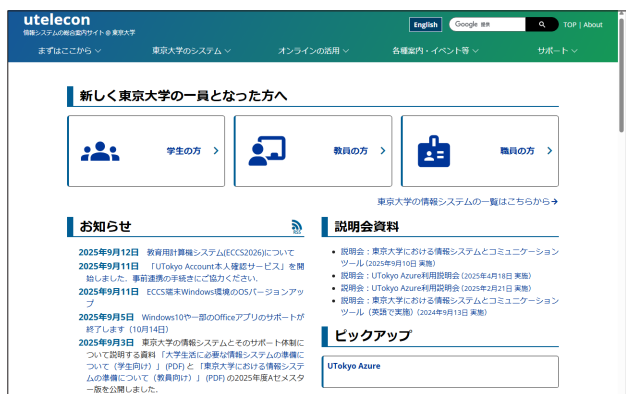 utelecon
情報システムの総合案内サイト @ 東京大学
English
Google 提供
TOP | About
まずはここから
東京大学のシステム
オンラインの活用
各種案内・イベント等
サポート
新しく東京大学の一員となった方へ
学生の方
教員の方
職員の方
東京大学の情報システムの一覧はこちらから→
お知らせ
RSS
2025年9月12日 教育用計算機システム(ECCS2026)について
2025年9月11日 「UTokyo Account本人確認サービス」を開
始しました．事前連携の手続きにご協力ください．
2025年9月11日 ECCS端末Windows環境のOSバージョンアッ
プ
2025年9月5日 Windows10や一部のOfficeアプリのサポートが
終了します（10月14日）
2025年9月3日 東京大学の情報システムとそのサポート体制に
ついて説明する資料「大学生活に必要な情報システムの準備に
ついて（学生向け）」(PDF) と「東京大学における情報システ
ムの準備について（教員向け）」(PDF) の2025年度Aセメスタ
ー版を公開しました．
説明会資料
説明会：東京大学における情報システムとコミュニケーション
ツール (2025年9月10日 実施)
説明会：UTokyo Azure利用説明会 (2025年4月18日 実施)
説明会：UTokyo Azure利用説明会 (2025年2月21日 実施)
説明会：東京大学における情報システムとコミュニケーション
ツール（英語で実施）(2024年9月13日 実施)
ピックアップ
UTokyo Azure